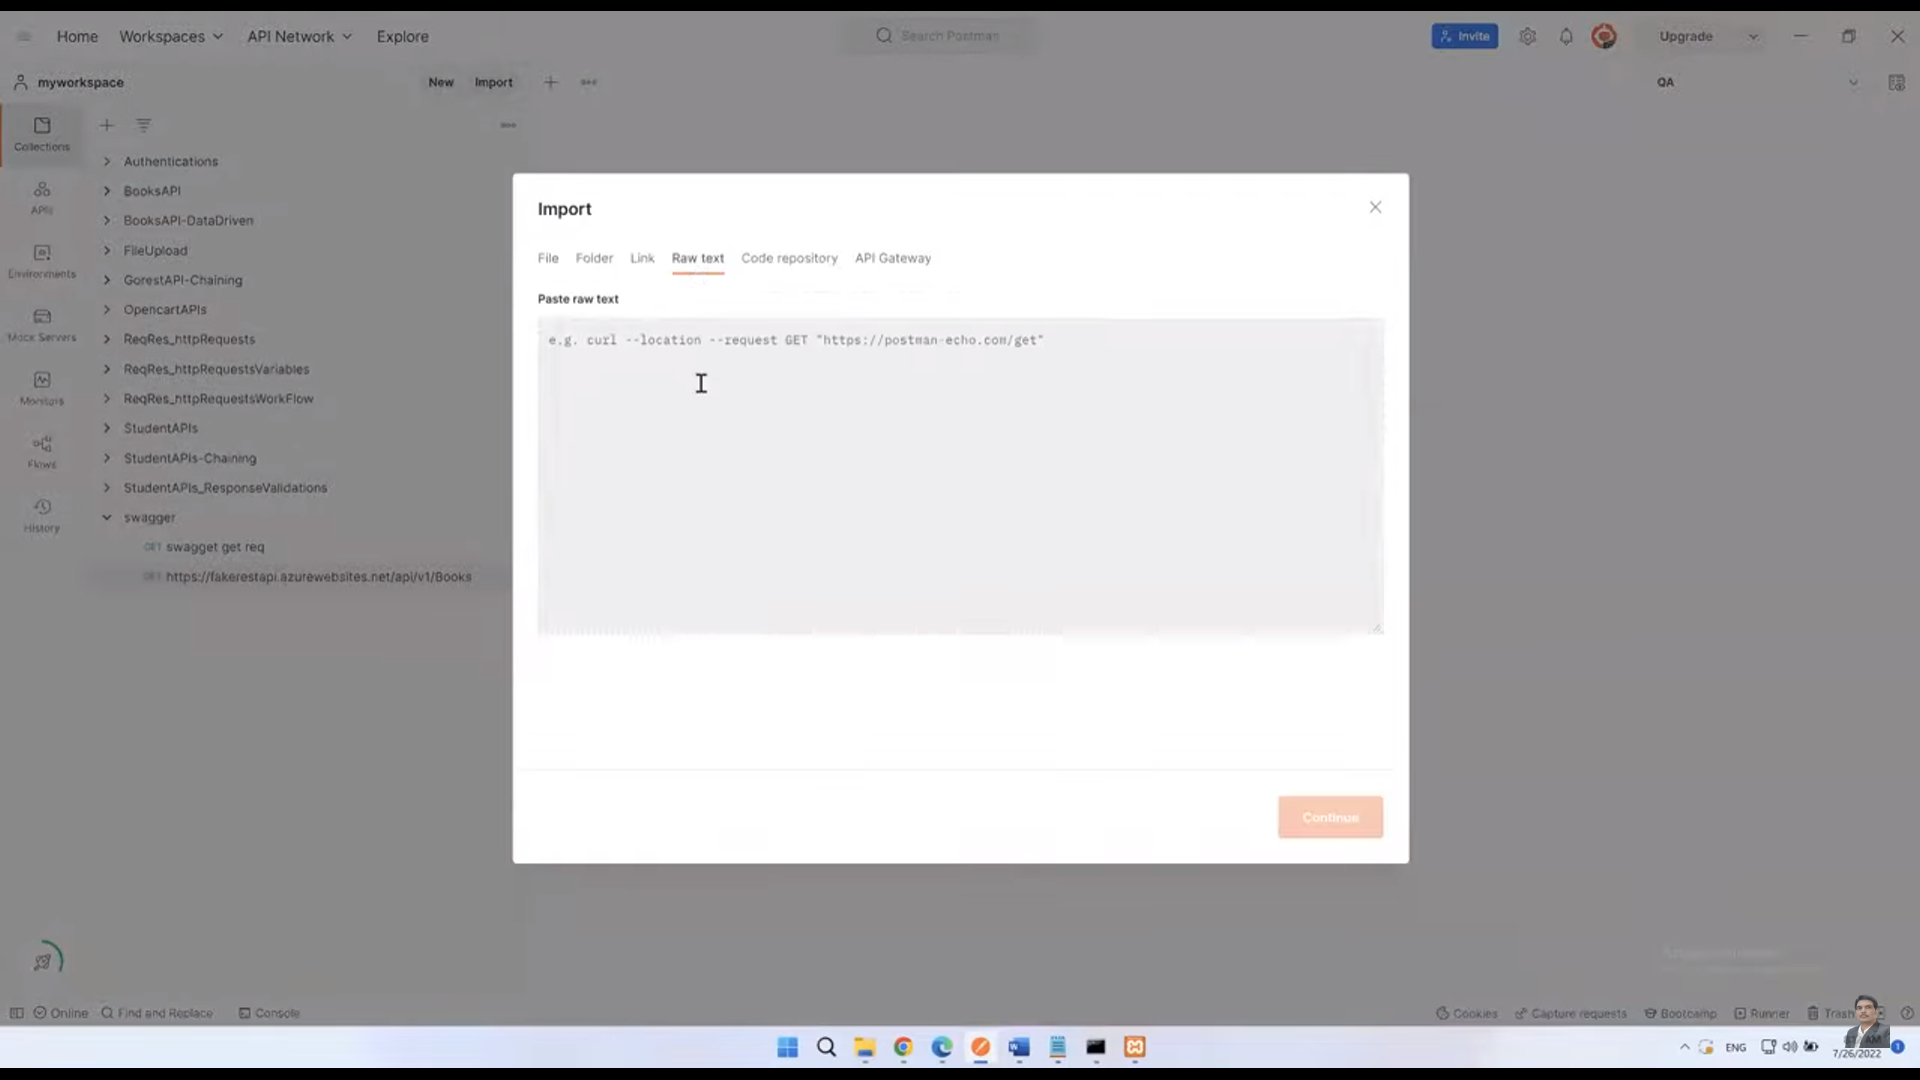 Home Workspaces API Network Explore Search Postman Invite Upgrade
myworkspace New Import QA
Collections
APIs
Environments
Mock Servers
Monitors
Flows
History
Authentications
BooksAPI
BooksAPI-DataDriven
FileUpload
GorestAPI-Chaining
OpencartAPIs
ReqRes_httpRequests
ReqRes_httpRequestsVariables
ReqRes_httpRequestsWorkFlow
StudentAPIs
StudentAPIs-Chaining
StudentAPIs_ResponseValidations
swagger
GET swagget get req
GET https://fakerestapi.azurewebsites.net/api/v1/Books
Import
File Folder Link Raw text Code repository API Gateway
Paste raw text
e.g. curl --location --request GET "https://postman-echo.com/get"
Continue
Online Find and Replace Console Cookies Capture requests Bootcamp Runner Trash
ENG
7/26/2022
1